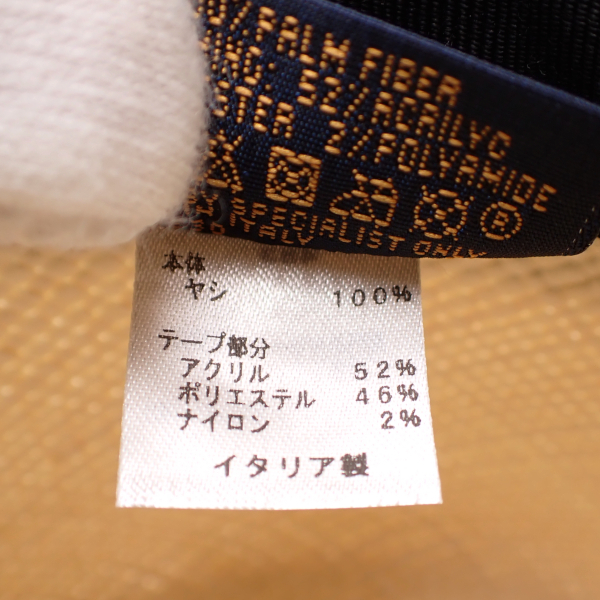 PALM FIBER
52%ACRILYC
2%POLYAMIDE
SPECIALIST ONLY
ITALY
本体
ヤシ 100%
テープ部分
アクリル 52%
ポリエステル 46%
ナイロン 2%
イタリア製